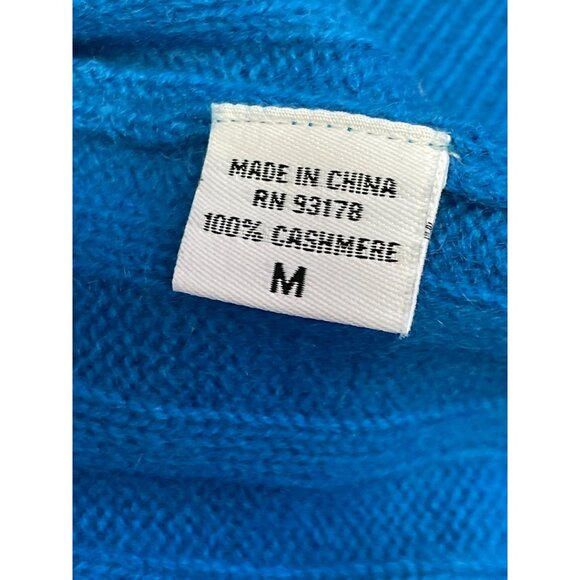 MADE IN CHINA
RN 93178
100% CASHMERE
M